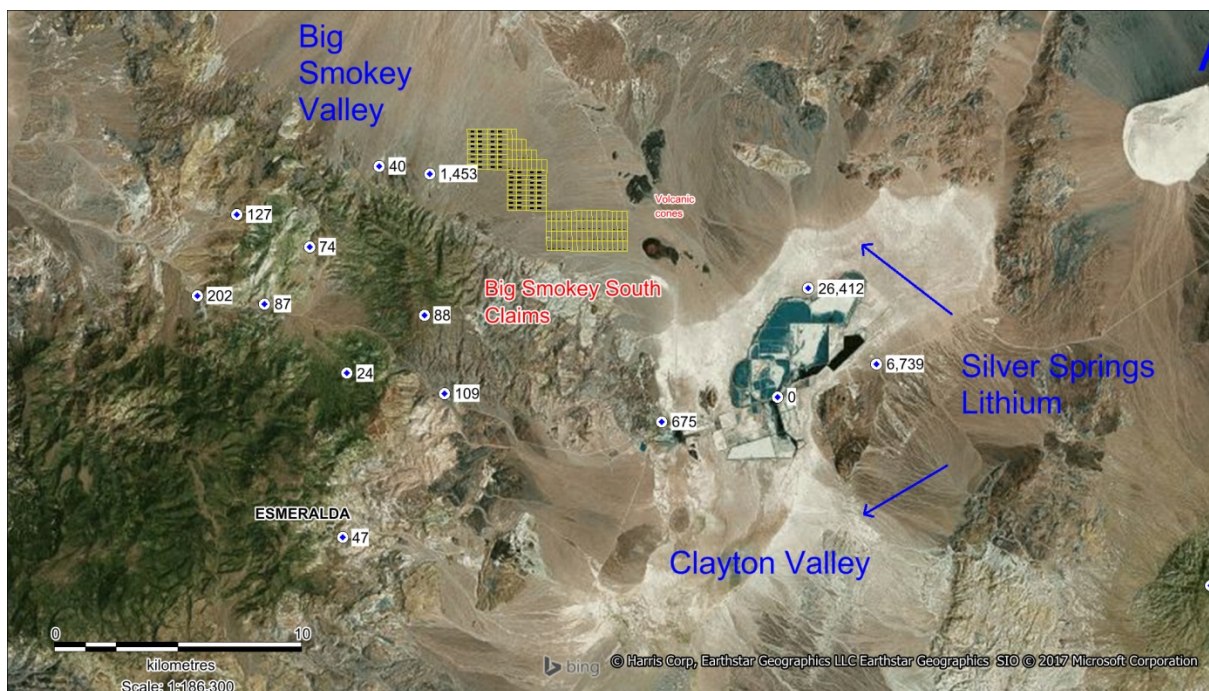 Big
Smokey
Valley
40
1,453
127
74
Volcanic
cones
202
87
Big Smokey South
Claims
88
26,412
6,739
Silver Springs
Lithium
24
109
0
675
ESMERALDA
47
Clayton Valley
0
10
kilometres
Scale: 1:186,300
bing
© Harris Corp, Earthstar Geographics LLC Earthstar Geographics SIO © 2017 Microsoft Corporation